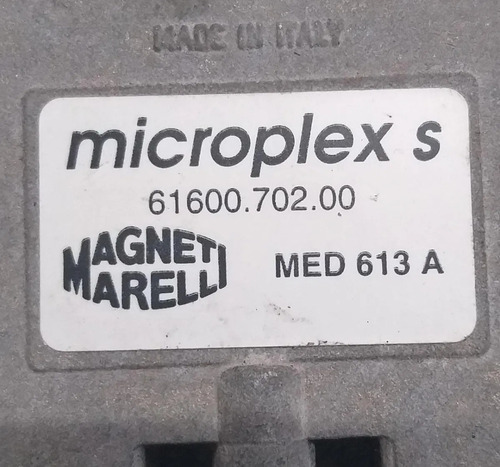 MADE IN ITALY
microplex s
61600.702.00
MAGNETI
MARELLI
MED 613 A